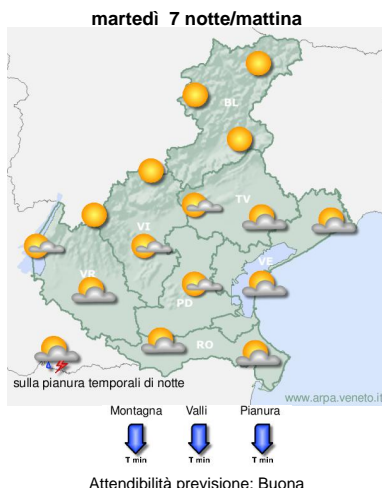 martedì 7 notte/mattina
BL
TV
VI
VR
VE
PD
RO
sulla pianura temporali di notte
www.arpa.veneto.it
Montagna Valli Pianura
T min T min T min
Attendibilità previsione: Buona